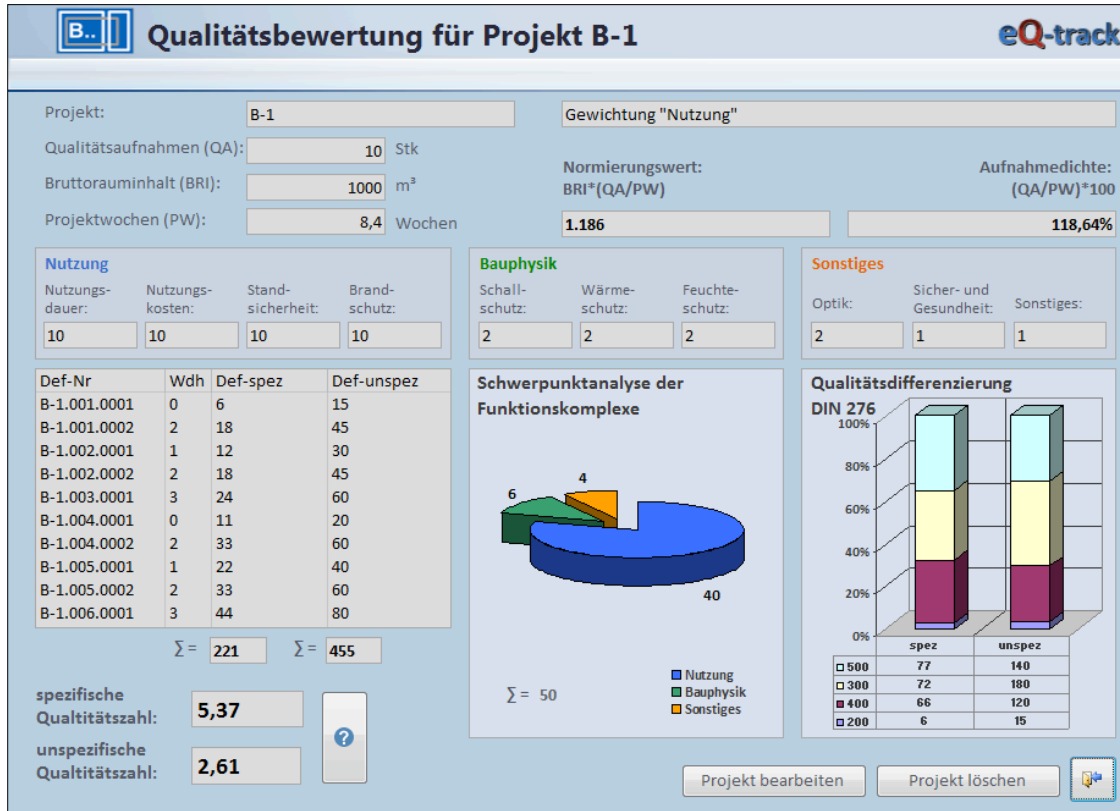 B..
Qualitätsbewertung für Projekt B-1
eQ-track
Projekt: B-1 Gewichtung "Nutzung"
Qualitätsaufnahmen (QA): 10 Stk
Bruttorauminhalt (BRI): 1000 m³
Projektwochen (PW): 8,4 Wochen
Normierungswert:
BRI*(QA/PW)
1.186
Aufnahmedichte:
(QA/PW)*100
118,64%
Nutzung
Nutzungs-
dauer:
10
Nutzungs-
kosten:
10
Stand-
sicherheit:
10
Brand-
schutz:
10
Bauphysik
Schall-
schutz:
2
Wärme-
schutz:
2
Feuchte-
schutz:
2
Sonstiges
Optik:
2
Sicher- und
Gesundheit:
1
Sonstiges:
1
Def-Nr Wdh Def-spez Def-unspez
B-1.001.0001 0 6 15
B-1.001.0002 2 18 45
B-1.002.0001 1 12 30
B-1.002.0002 2 18 45
B-1.003.0001 3 24 60
B-1.004.0001 0 11 20
B-1.004.0002 2 33 60
B-1.005.0001 1 22 40
B-1.005.0002 2 33 60
B-1.006.0001 3 44 80
∑ = 221 ∑ = 455
spezifische
Qualtitätszahl:
5,37
unspezifische
Qualtitätszahl:
2,61
?
Schwerpunktanalyse der
Funktionskomplexe
4
6
40
∑ = 50
Nutzung
Bauphysik
Sonstiges
Qualitätsdifferenzierung
DIN 276
100%
80%
60%
40%
20%
0%
spez unspez
500 77 140
300 72 180
400 66 120
200 6 15
Projekt bearbeiten
Projekt löschen